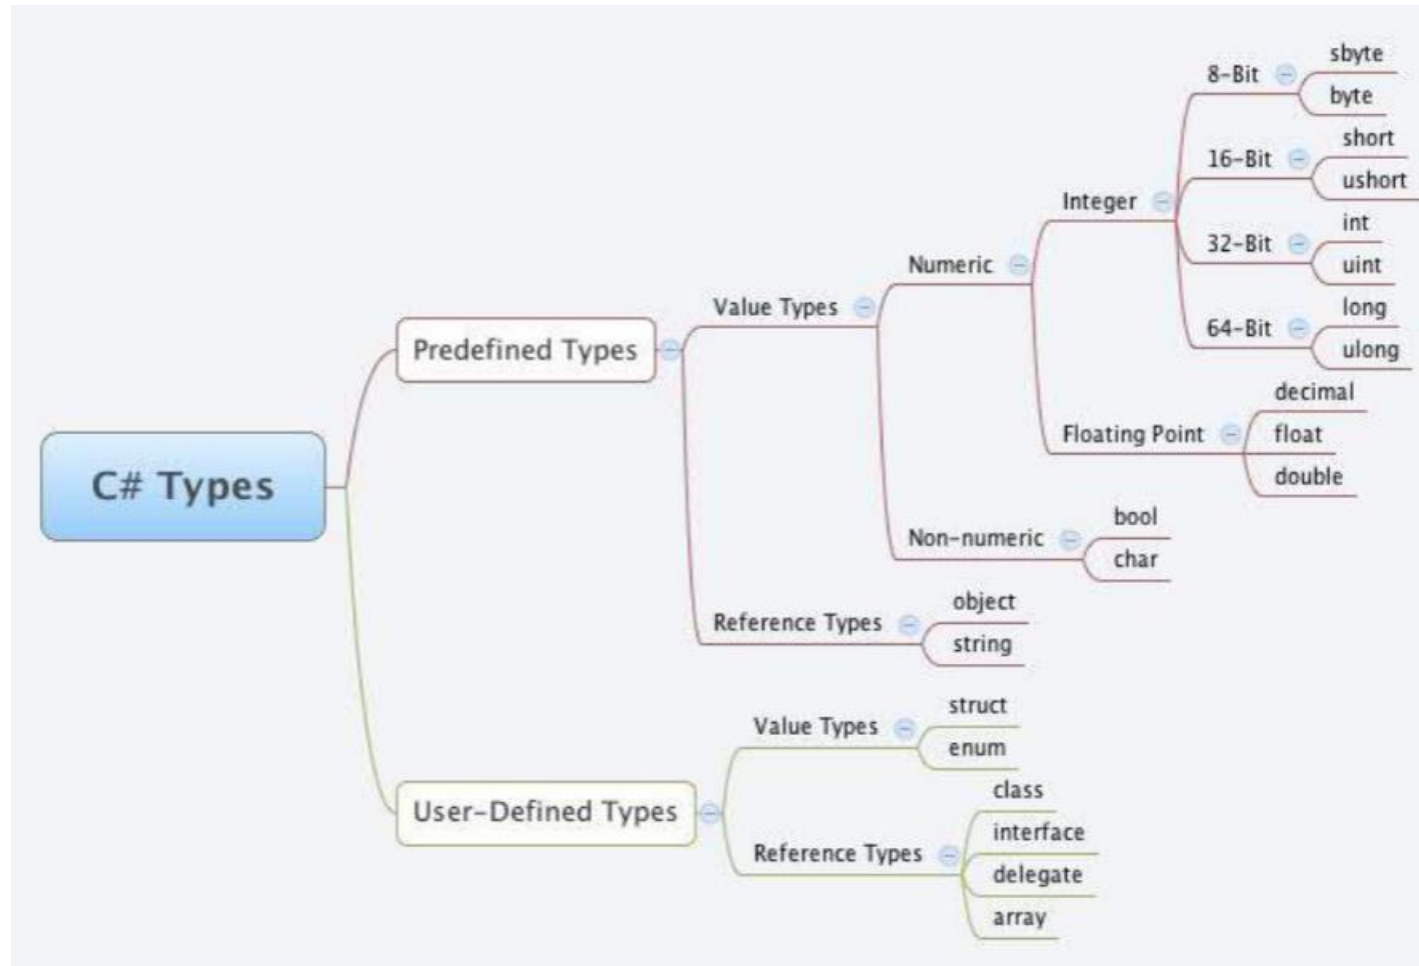 C# Types
Predefined Types
Value Types
Numeric
Integer
8-Bit
sbyte
byte
16-Bit
short
ushort
32-Bit
int
uint
64-Bit
long
ulong
Floating Point
decimal
float
double
Non-numeric
bool
char
Reference Types
object
string
User-Defined Types
Value Types
struct
enum
Reference Types
class
interface
delegate
array